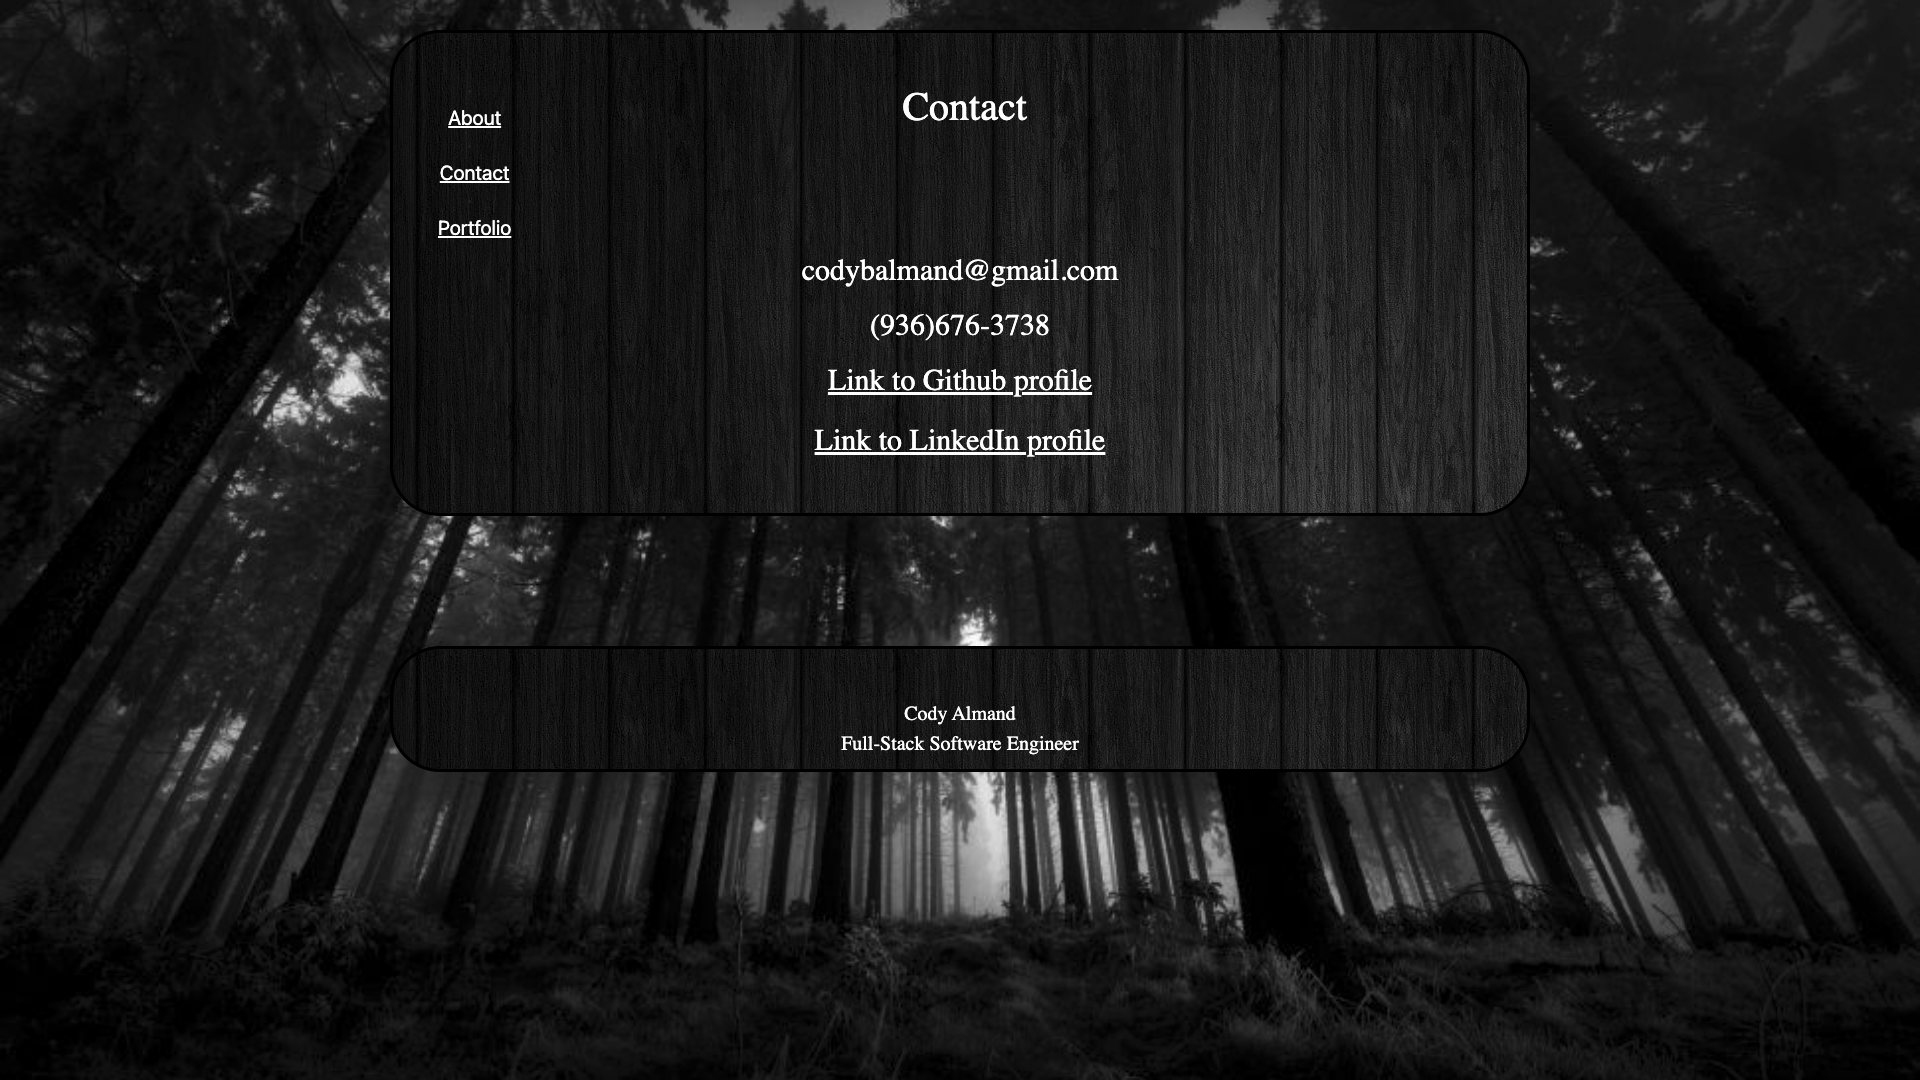 About
Contact
Portfolio
Contact
codybalmand@gmail.com
(936)676-3738
Link to Github profile
Link to LinkedIn profile
Cody Almand
Full-Stack Software Engineer